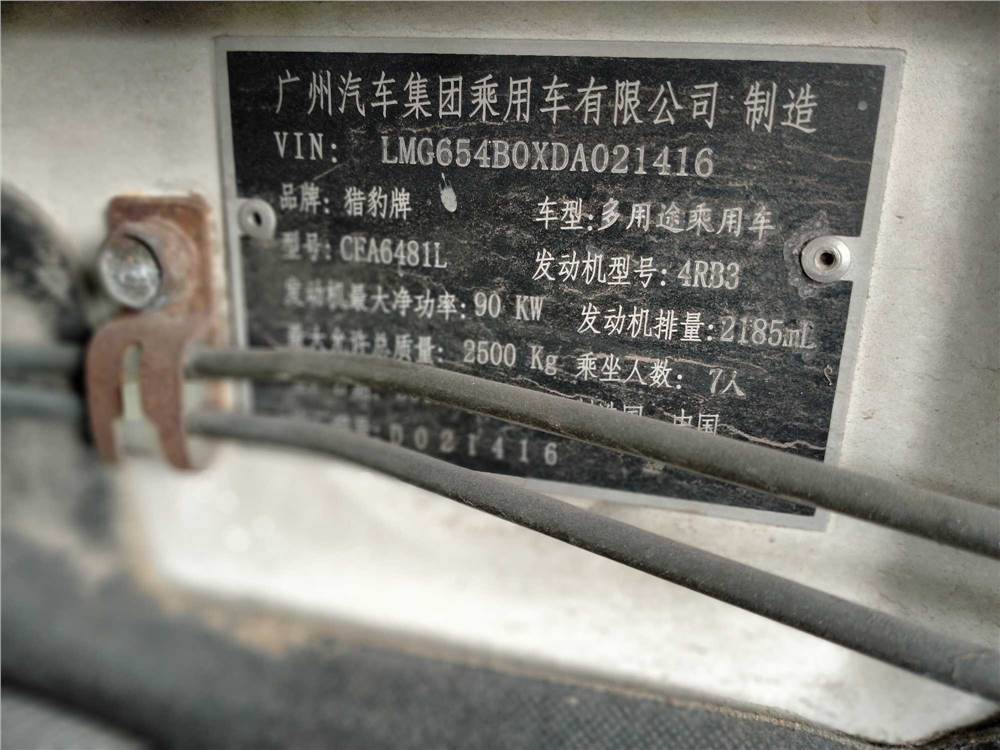 广州汽车集团乘用车有限公司 制造
VIN: LMG654B0XDA021416
品牌: 猎豹牌 车型:多用途乘用车
型号: CFA6481L 发动机型号: 4RB3
发动机最大净功率: 90 KW 发动机排量:2185mL
最大允许总质量: 2500 Kg 乘坐人数: 7人
中国
D021416